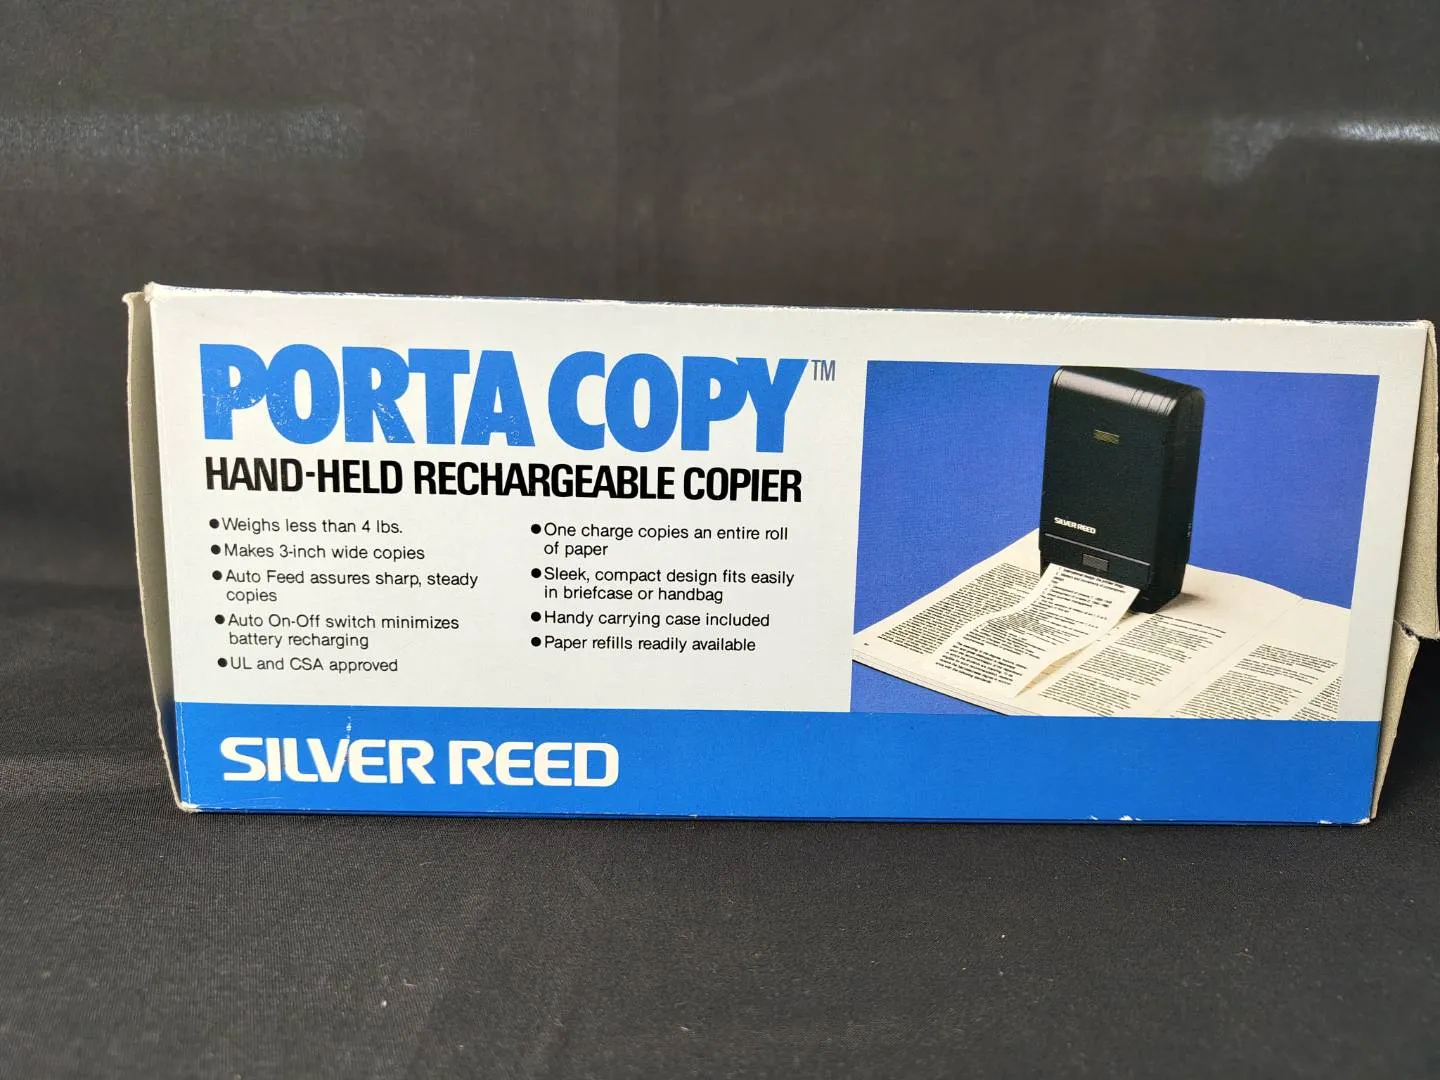 PORTA COPY™
HAND-HELD RECHARGEABLE COPIER
●Weighs less than 4 lbs.
●Makes 3-inch wide copies
●Auto Feed assures sharp, steady
copies
●Auto On-Off switch minimizes
battery recharging
●UL and CSA approved
●One charge copies an entire roll
of paper
●Sleek, compact design fits easily
in briefcase or handbag
●Handy carrying case included
●Paper refills readily available
SILVER REED
SILVER REED